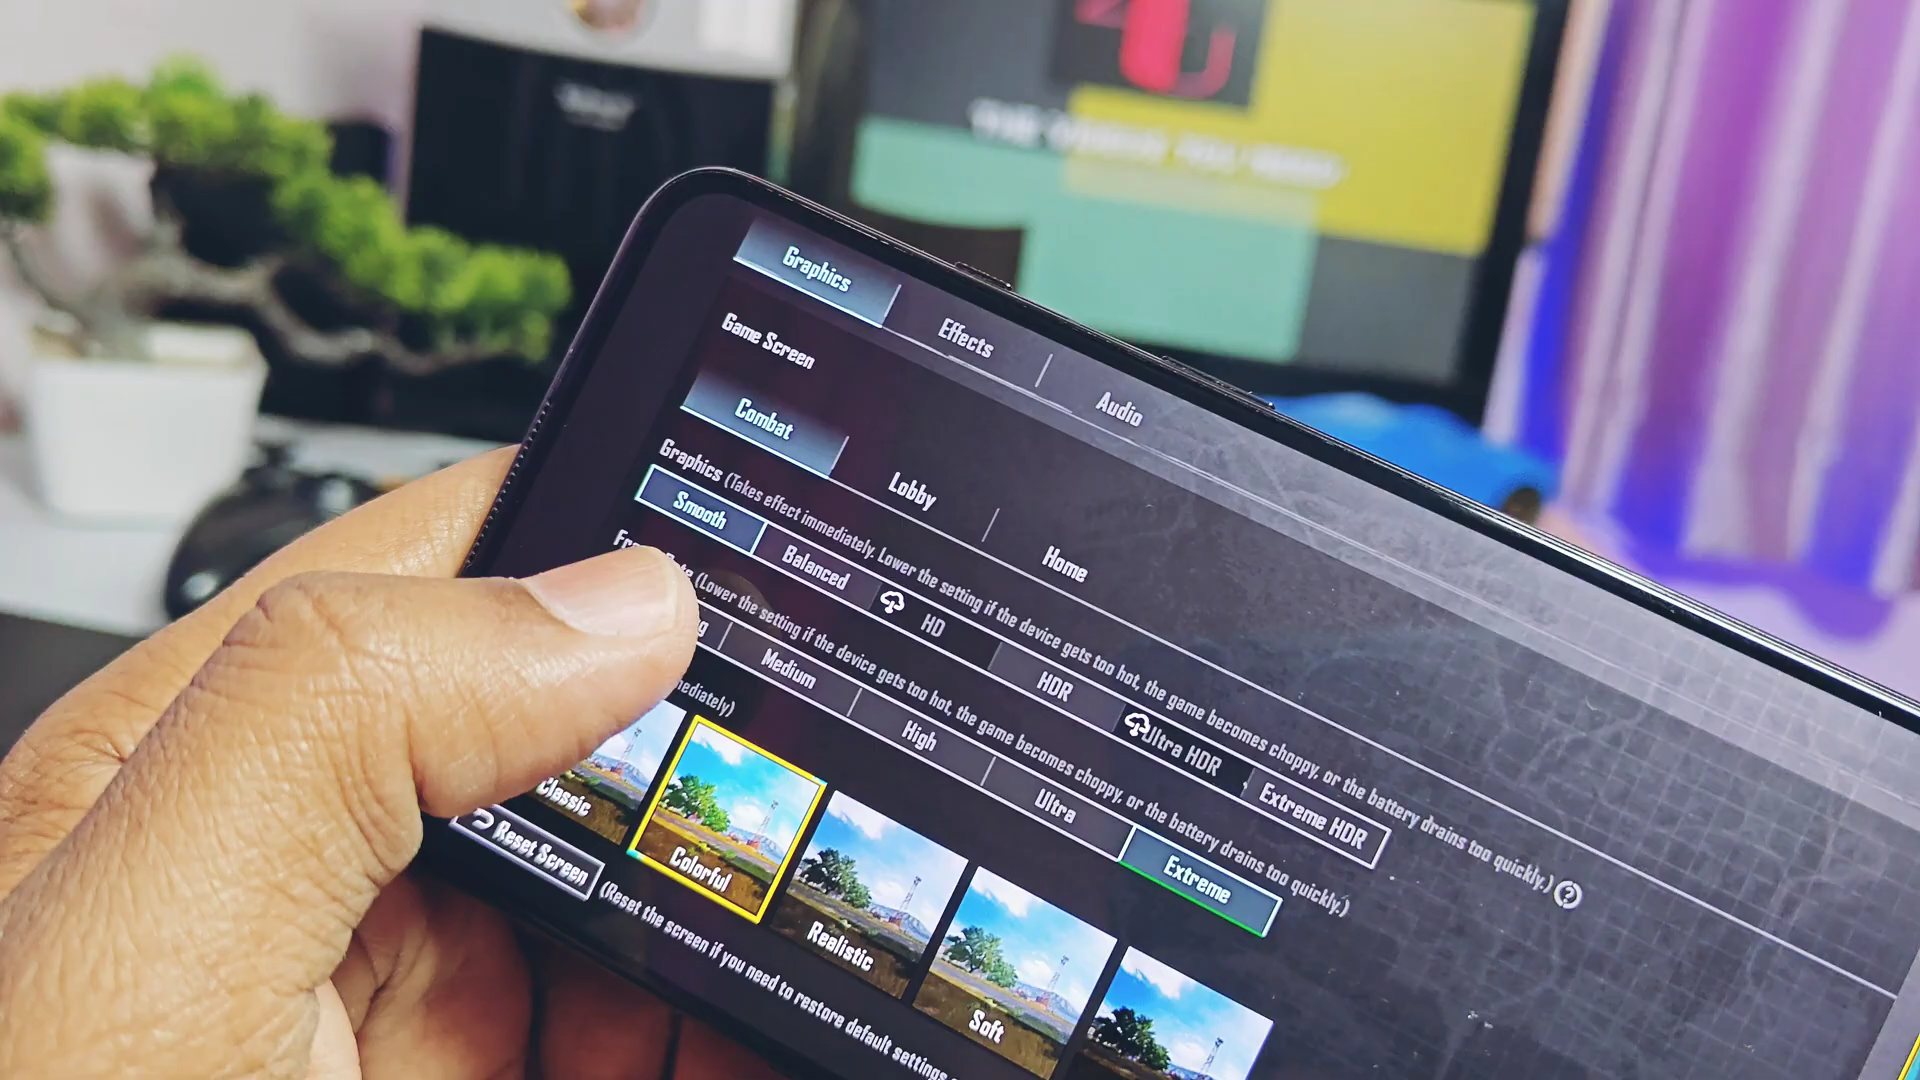 Graphics
Effects
Audio
Game Screen
Combat
Lobby
Home
Graphics (Takes effect immediately. Lower the setting if the device gets too hot, the game becomes choppy, or the battery drains too quickly.)
Smooth
Balanced
HD
HDR
Ultra HDR
Extreme HDR
(Lower the setting if the device gets too hot, the game becomes choppy, or the battery drains too quickly.)
Medium
High
Ultra
Extreme
Classic
Colorful
Realistic
Soft
Reset Screen
(Reset the screen if you need to restore default settings